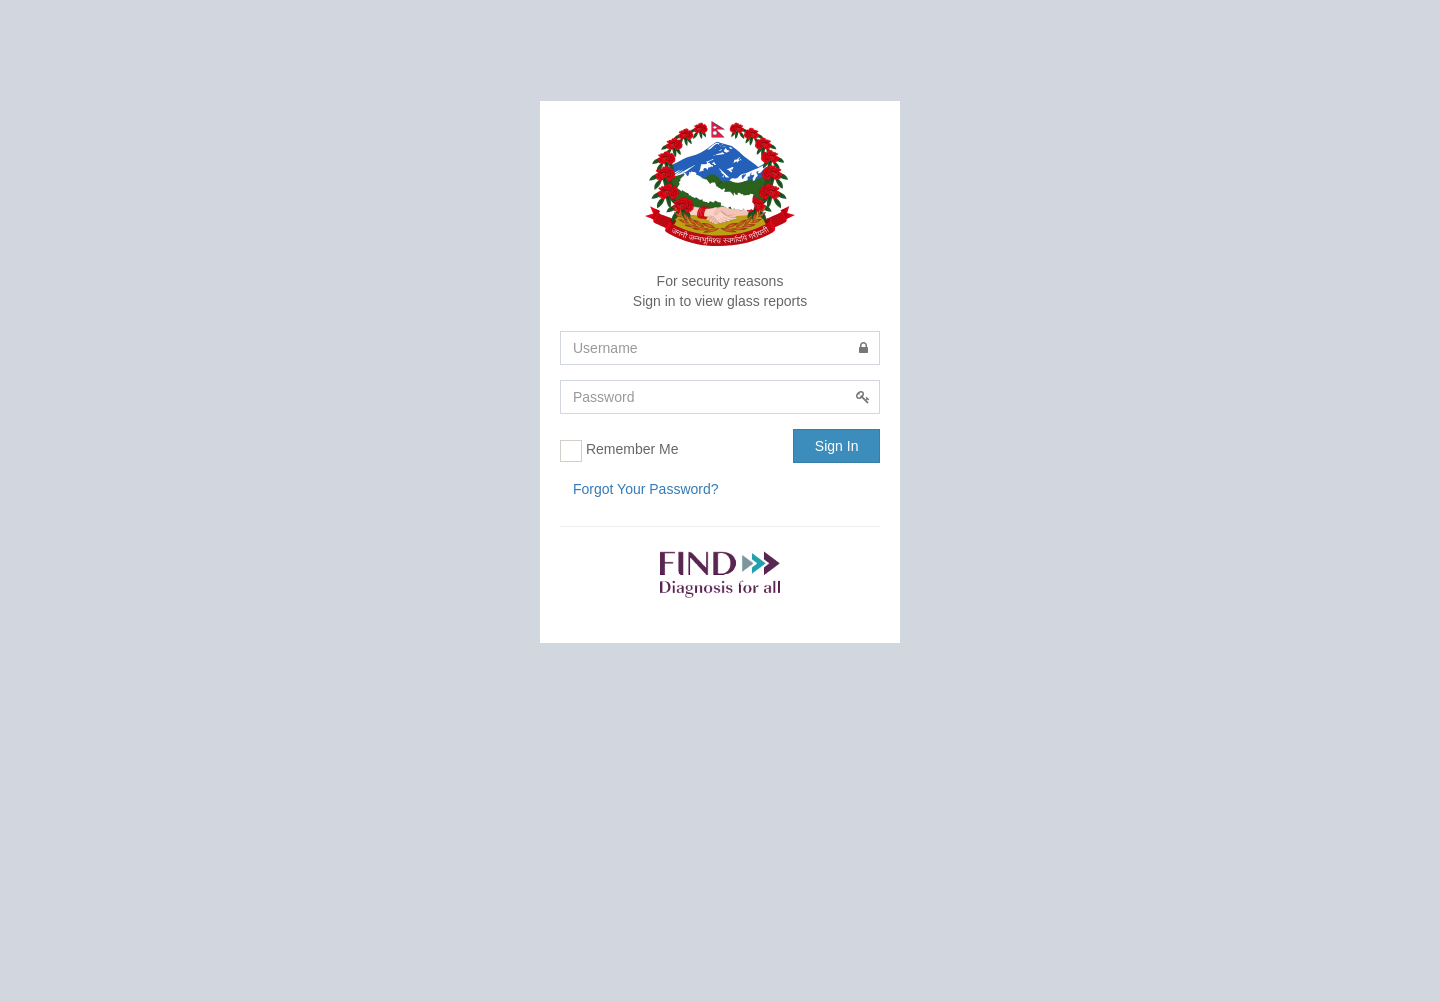 जननी जन्मभूमिश्च स्वर्गादपि गरीयसी
For security reasons
Sign in to view glass reports
Username
Password
Remember Me
Sign In
Forgot Your Password?
FIND
Diagnosis for all